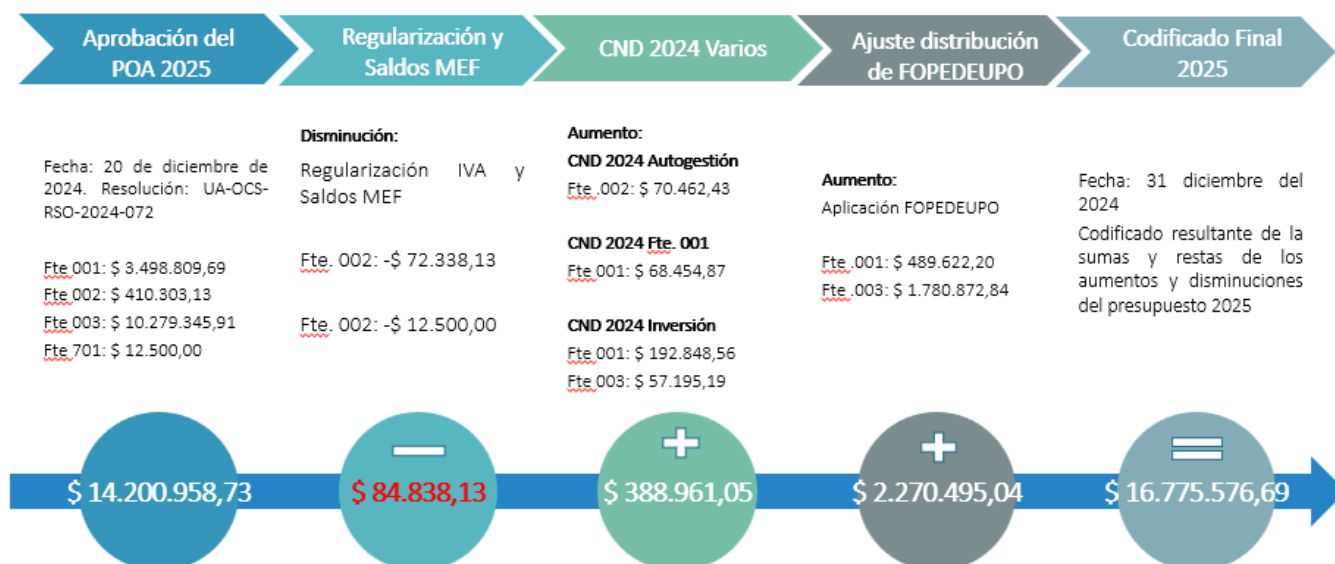 Aprobación del
POA 2025
Regularización y
Saldos MEF
CND 2024 Varios
Ajuste distribución
de FOPEDEUPO
Codificado Final
2025
Fecha: 20 de diciembre de
2024. Resolución: UA-OCS-
RSO-2024-072
Fte 001: $ 3.498.809,69
Fte 002: $ 410.303,13
Fte 003: $ 10.279.345,91
Fte 701: $ 12.500,00
Disminución:
Regularización IVA y
Saldos MEF
Fte. 002: -$ 72.338,13
Fte. 002: -$ 12.500,00
Aumento:
CND 2024 Autogestión
Fte .002: $ 70.462,43
CND 2024 Fte. 001
Fte 001: $ 68.454,87
CND 2024 Inversión
Fte 001: $ 192.848,56
Fte 003: $ 57.195,19
Aumento:
Aplicación FOPEDEUPO
Fte .001: $ 489.622,20
Fte .003: $ 1.780.872,84
Fecha: 31 diciembre del
2024
Codificado resultante de la
sumas y restas de los
aumentos y disminuciones
del presupuesto 2025
$ 14.200.958,73
$ 84.838,13
$ 388.961,05
$ 2.270.495,04
$ 16.775.576,69